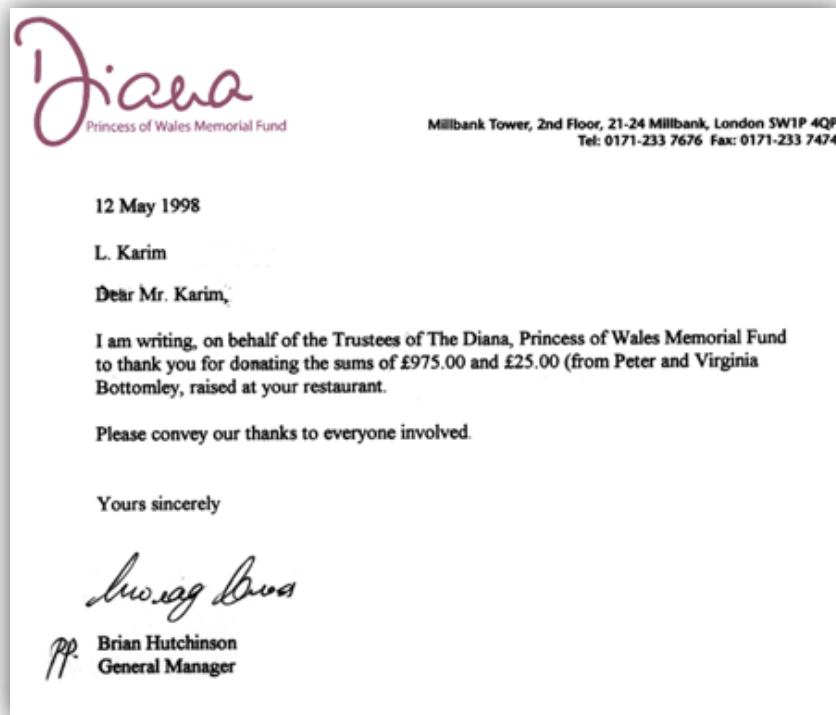 Diana
Princess of Wales Memorial Fund
Millbank Tower, 2nd Floor, 21-24 Millbank, London SW1P 4QP
Tel: 0171-233 7676 Fax: 0171-233 7474
12 May 1998
L. Karim
Dear Mr. Karim,
I am writing, on behalf of the Trustees of The Diana, Princess of Wales Memorial Fund
to thank you for donating the sums of £975.00 and £25.00 (from Peter and Virginia
Bottomley, raised at your restaurant.
Please convey our thanks to everyone involved.
Yours sincerely
pp. Brian Hutchinson
General Manager